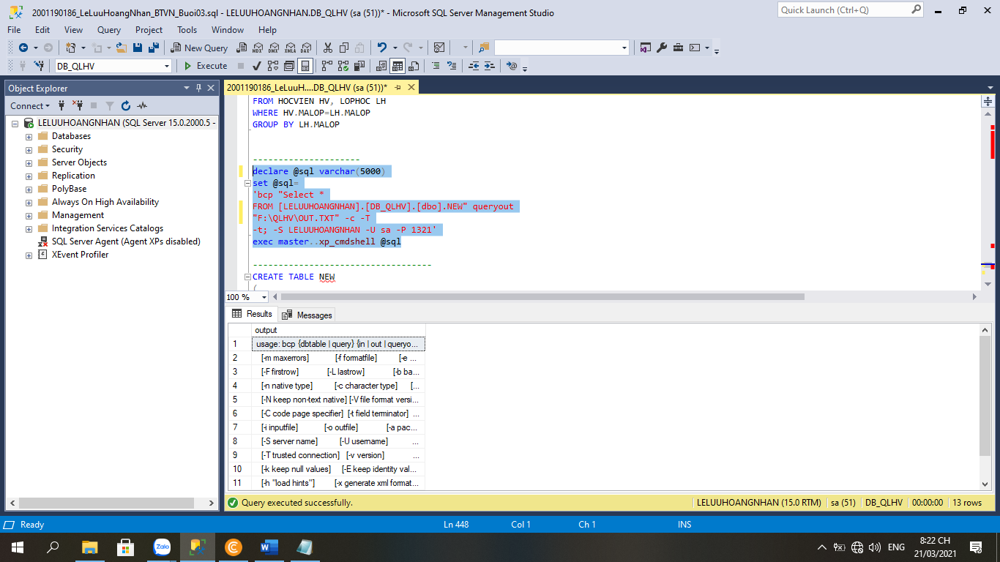 2001190186_LeLuuHoangNhan_BTVN_Buoi03.sql - LELUUHOANGNHAN.DB_QLHV (sa (51))* - Microsoft SQL Server Management Studio
Quick Launch (Ctrl+Q)
File Edit View Query Project Tools Window Help
New Query MDX DMX XMLA DAX
DB_QLHV Execute
Object Explorer
2001190186_LeLuuH....DB_QLHV (sa (51))*
Connect
LELUUHOANGNHAN (SQL Server 15.0.2000.5 -
Databases
Security
Server Objects
Replication
PolyBase
Always On High Availability
Management
Integration Services Catalogs
SQL Server Agent (Agent XPs disabled)
XEvent Profiler
FROM HOCVIEN HV, LOPHOC LH
WHERE HV.MALOP=LH.MALOP
GROUP BY LH.MALOP
---------------------
declare @sql varchar(5000)
set @sql=
'bcp "Select *
FROM [LELUUHOANGNHAN].[DB_QLHV].[dbo].NEW" queryout
"F:\QLHV\OUT.TXT" -c -T
-t; -S LELUUHOANGNHAN -U sa -P 1321'
exec master..xp_cmdshell @sql
-----------------------------------
CREATE TABLE NEW
(
100 %
Results Messages
output
1 usage: bcp {dbtable | query} {in | out | queryo...
2 [-m maxerrors] [-f formatfile] [-e ...
3 [-F firstrow] [-L lastrow] [-b ba...
4 [-n native type] [-c character type] [...
5 [-N keep non-text native] [-V file format versi...
6 [-C code page specifier] [-t field terminator] ...
7 [-i inputfile] [-o outfile] [-a pac...
8 [-S server name] [-U username] ...
9 [-T trusted connection] [-v version] ...
10 [-k keep null values] [-E keep identity val...
11 [-h "load hints"] [-x generate xml format...
Query executed successfully.
LELUUHOANGNHAN (15.0 RTM) sa (51) DB_QLHV 00:00:00 13 rows
Ready Ln 448 Col 1 Ch 1 INS
Zalo
ENG
8:22 CH
21/03/2021